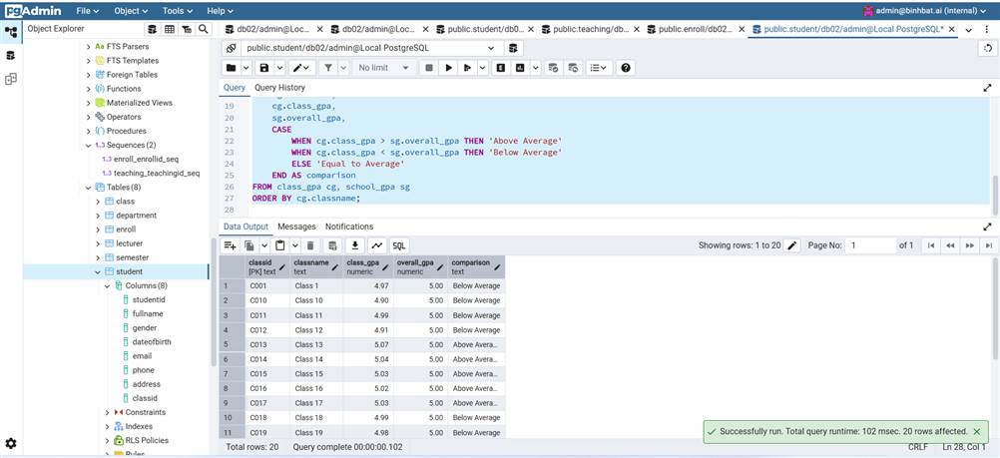 pgAdmin File Object Tools Help admin@binhbat.ai (internal)
Object Explorer
db02/admin@Loc... db02/admin@Loc... public.student/db0... public.teaching/db... public.enroll/db02... public.student/db02/admin@Local PostgreSQL*
FTS Parsers
FTS Templates
Foreign Tables
Functions
Materialized Views
Operators
Procedures
Sequences (2)
enroll_enrollid_seq
teaching_teachingid_seq
Tables (8)
class
department
enroll
lecturer
semester
student
Columns (8)
studentid
fullname
gender
dateofbirth
email
phone
address
classid
Constraints
Indexes
RLS Policies
Rules
public.student/db02/admin@Local PostgreSQL
No limit
Query Query History
19 cg.class_gpa,
20 sg.overall_gpa,
21 CASE
22 WHEN cg.class_gpa > sg.overall_gpa THEN 'Above Average'
23 WHEN cg.class_gpa < sg.overall_gpa THEN 'Below Average'
24 ELSE 'Equal to Average'
25 END AS comparison
26 FROM class_gpa cg, school_gpa sg
27 ORDER BY cg.classname;
28
Data Output Messages Notifications
SQL Showing rows: 1 to 20 Page No: 1 of 1
classid classname class_gpa overall_gpa comparison
[PK] text text numeric numeric text
1 C001 Class 1 4.97 5.00 Below Average
2 C010 Class 10 4.90 5.00 Below Average
3 C011 Class 11 4.99 5.00 Below Average
4 C012 Class 12 4.91 5.00 Below Average
5 C013 Class 13 5.07 5.00 Above Avera...
6 C014 Class 14 5.04 5.00 Above Avera...
7 C015 Class 15 5.03 5.00 Above Avera...
8 C016 Class 16 5.02 5.00 Above Avera...
9 C017 Class 17 5.03 5.00 Above Avera...
10 C018 Class 18 4.99 5.00 Below Average
11 C019 Class 19 4.98 5.00 Below Average
Successfully run. Total query runtime: 102 msec. 20 rows affected.
Total rows: 20 Query complete 00:00:00.102 CRLF Ln 28, Col 1